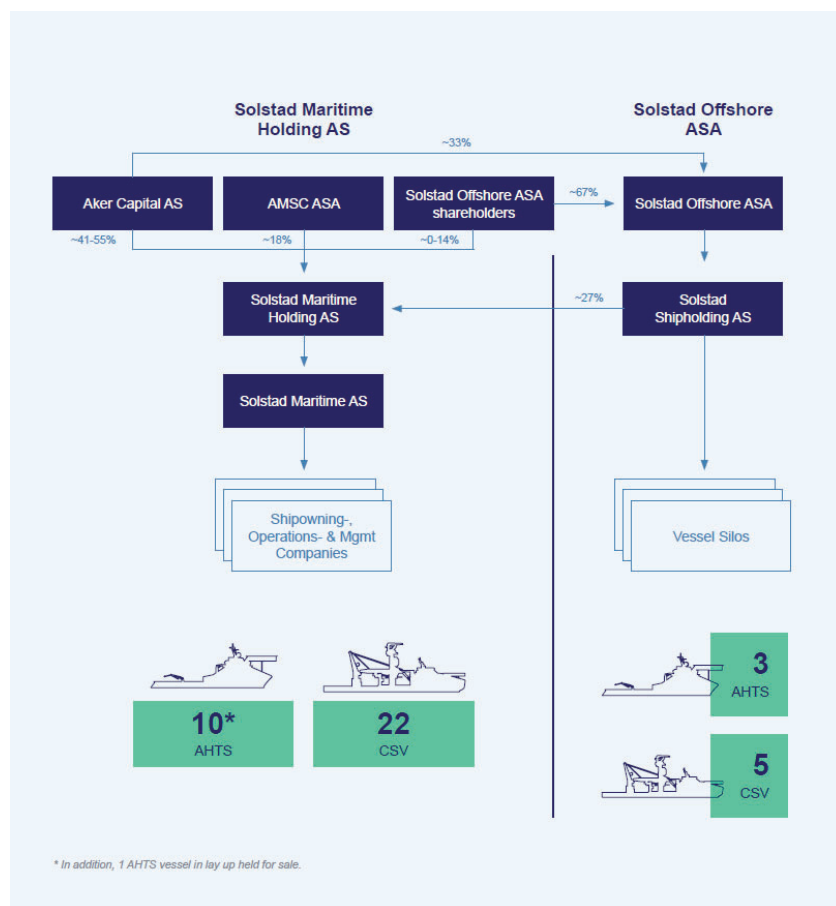 Solstad Maritime
Holding AS
Solstad Offshore
ASA
~33%
Aker Capital AS
AMSC ASA
Solstad Offshore ASA
shareholders
~67%
Solstad Offshore ASA
~41-55%
~18%
~0-14%
Solstad Maritime
Holding AS
~27%
Solstad
Shipholding AS
Solstad Maritime AS
Shipowning-,
Operations- & Mgmt
Companies
Vessel Silos
10*
AHTS
22
CSV
3
AHTS
5
CSV
* In addition, 1 AHTS vessel in lay up held for sale.